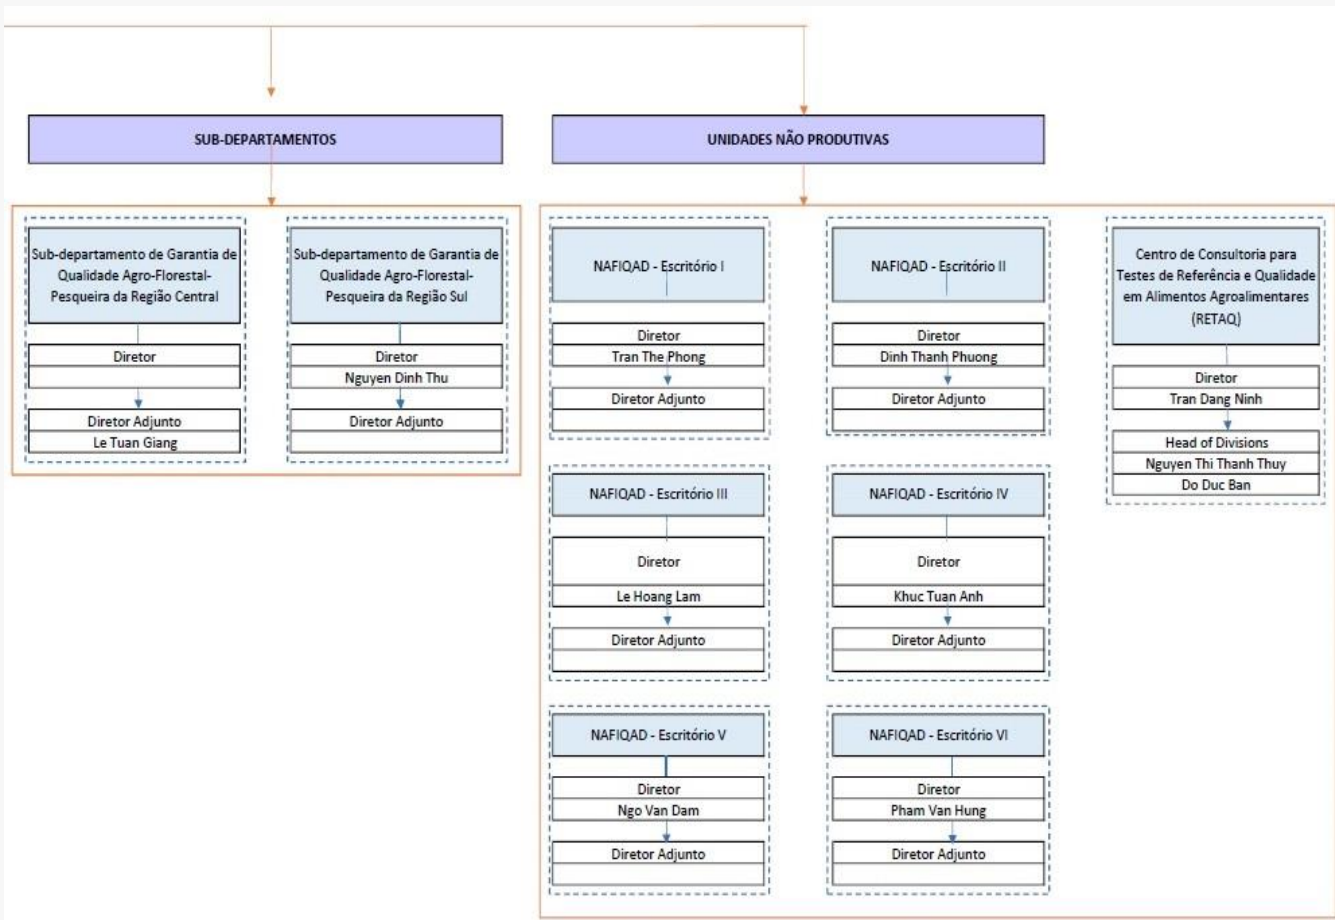 SUB-DEPARTAMENTOS
UNIDADES NÃO PRODUTIVAS
Sub-departamento de Garantia de
Qualidade Agro-Florestal-
Pesqueira da Região Central
Diretor
Diretor Adjunto
Le Tuan Giang
Sub-departamento de Garantia de
Qualidade Agro-Florestal-
Pesqueira da Região Sul
Diretor
Nguyen Dinh Thu
Diretor Adjunto
NAFIQAD - Escritório I
Diretor
Tran The Phong
Diretor Adjunto
NAFIQAD - Escritório II
Diretor
Dinh Thanh Phuong
Diretor Adjunto
Centro de Consultoria para
Testes de Referência e Qualidade
em Alimentos Agroalimentares
(RETAQ)
Diretor
Tran Dang Ninh
Head of Divisions
Nguyen Thi Thanh Thuy
Do Duc Ban
NAFIQAD - Escritório III
Diretor
Le Hoang Lam
Diretor Adjunto
NAFIQAD - Escritório IV
Diretor
Khuc Tuan Anh
Diretor Adjunto
NAFIQAD - Escritório V
Diretor
Ngo Van Dam
Diretor Adjunto
NAFIQAD - Escritório VI
Diretor
Pham Van Hung
Diretor Adjunto